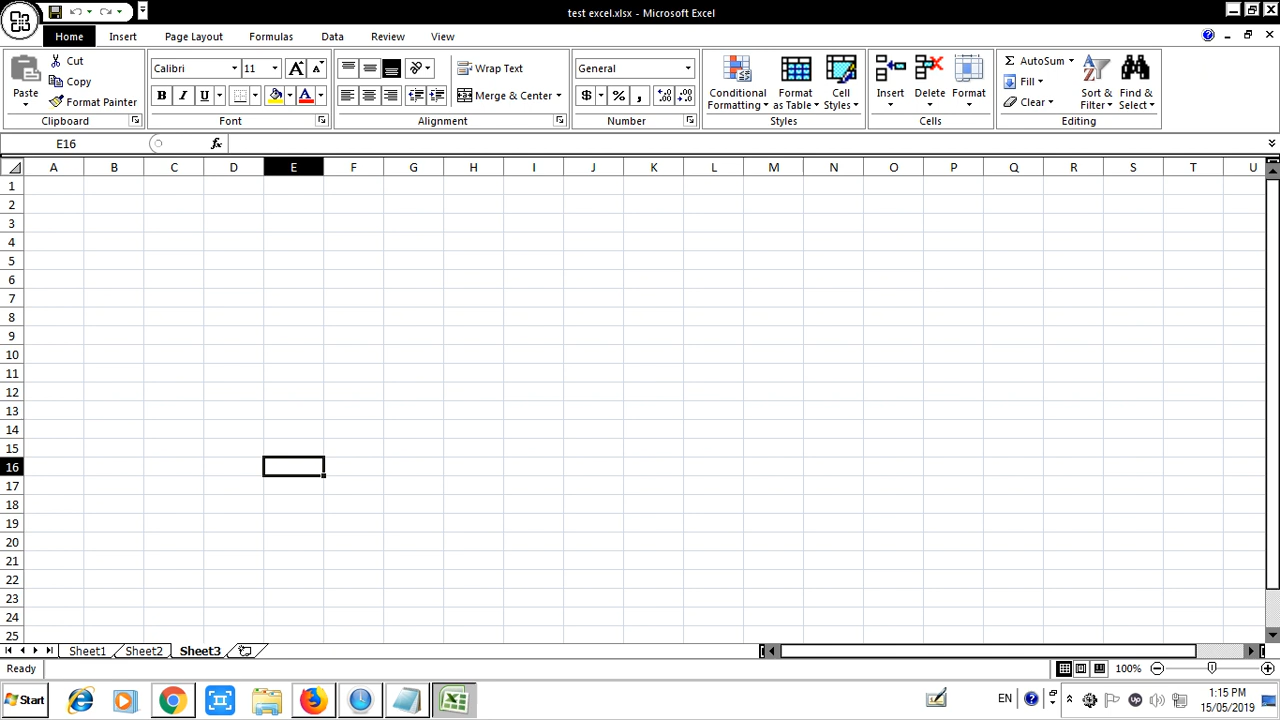 test excel.xlsx - Microsoft Excel
Home Insert Page Layout Formulas Data Review View
Paste
Cut
Copy
Format Painter
Clipboard
Calibri 11
B I U
Font
Wrap Text
Merge & Center
Alignment
General
$ % , .00 .0
Number
Conditional Formatting
Format as Table
Cell Styles
Styles
Insert Delete Format
Cells
Σ AutoSum
Fill
Clear
Sort & Filter
Find & Select
Editing
E16 fx
A B C D E F G H I J K L M N O P Q R S T U
1
2
3
4
5
6
7
8
9
10
11
12
13
14
15
16
17
18
19
20
21
22
23
24
25
Sheet1 Sheet2 Sheet3
Ready 100%
Start EN 1:15 PM
15/05/2019